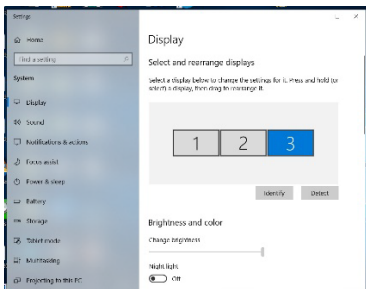 Settings
Home
Find a setting
System
Display
Sound
Notifications & actions
Focus assist
Power & sleep
Battery
Storage
Tablet mode
Multitasking
Projecting to this PC
Display
Select and rearrange displays
Select a display below to change the settings for it. Press and hold (or
select) a display, then drag to rearrange it.
1 2 3
Identify Detect
Brightness and color
Change brightness
Night light
Off